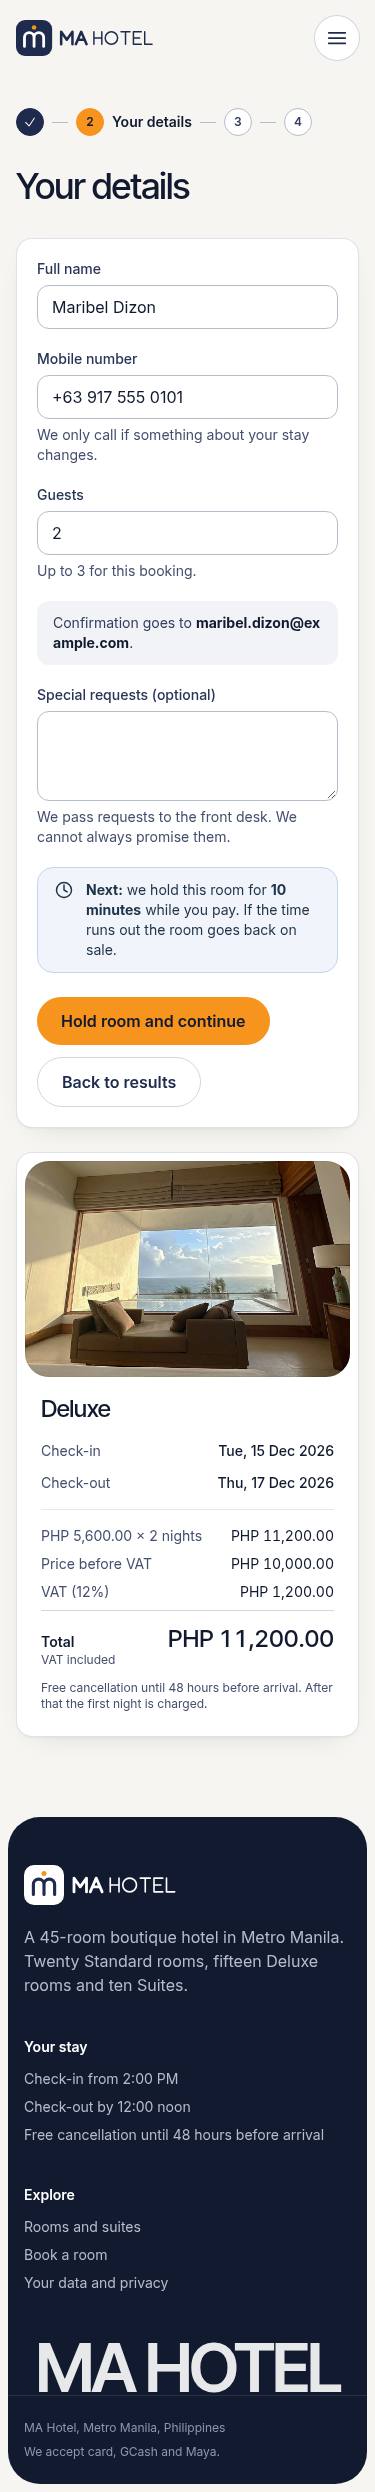 MA HOTEL
2 Your details 3 4
Your details
Full name
Maribel Dizon
Mobile number
+63 917 555 0101
We only call if something about your stay
changes.
Guests
2
Up to 3 for this booking.
Confirmation goes to maribel.dizon@ex
ample.com.
Special requests (optional)
We pass requests to the front desk. We
cannot always promise them.
Next: we hold this room for 10
minutes while you pay. If the time
runs out the room goes back on
sale.
Hold room and continue
Back to results
Deluxe
Check-in Tue, 15 Dec 2026
Check-out Thu, 17 Dec 2026
PHP 5,600.00 × 2 nights PHP 11,200.00
Price before VAT PHP 10,000.00
VAT (12%) PHP 1,200.00
Total PHP 11,200.00
VAT included
Free cancellation until 48 hours before arrival. After
that the first night is charged.
MA HOTEL
A 45-room boutique hotel in Metro Manila.
Twenty Standard rooms, fifteen Deluxe
rooms and ten Suites.
Your stay
Check-in from 2:00 PM
Check-out by 12:00 noon
Free cancellation until 48 hours before arrival
Explore
Rooms and suites
Book a room
Your data and privacy
MA HOTEL
MA Hotel, Metro Manila, Philippines
We accept card, GCash and Maya.